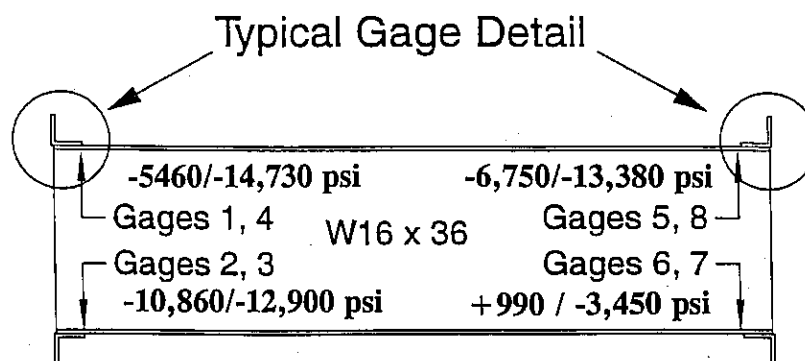 Typical Gage Detail
-5460/-14,730 psi
-6,750/-13,380 psi
Gages 1, 4
W16 x 36
Gages 5, 8
Gages 2, 3
Gages 6, 7
-10,860/-12,900 psi
+990 / -3,450 psi